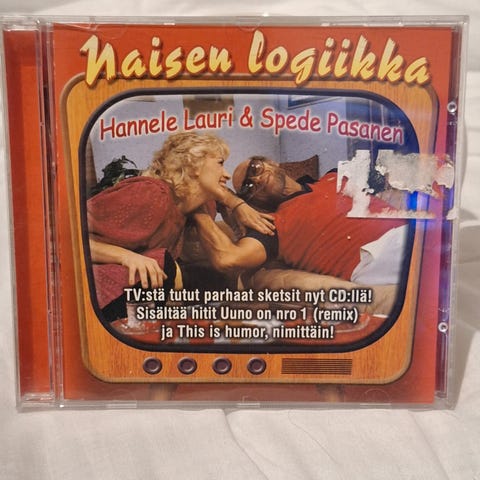 Naisen logiikka
Hannele Lauri & Spede Pasanen
TV:stä tutut parhaat sketsit nyt CD:llä!
Sisältää hitit Uuno on nro 1 (remix)
ja This is humor, nimittäin!